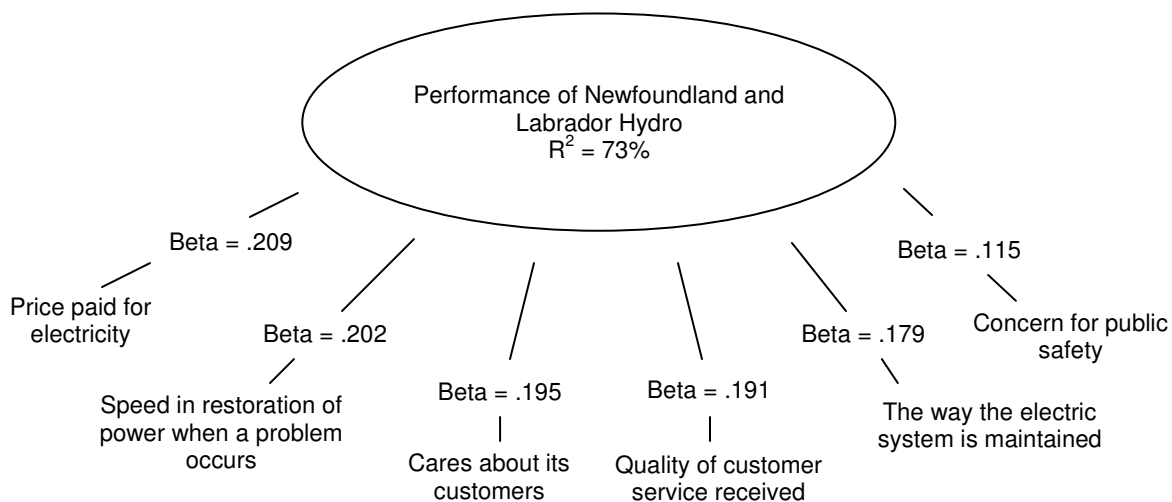 Performance of Newfoundland and
Labrador Hydro
R² = 73%
Beta = .209
Price paid for
electricity
Beta = .202
Speed in restoration of
power when a problem
occurs
Beta = .195
Cares about its
customers
Beta = .191
Quality of customer
service received
Beta = .179
The way the electric
system is maintained
Beta = .115
Concern for public
safety